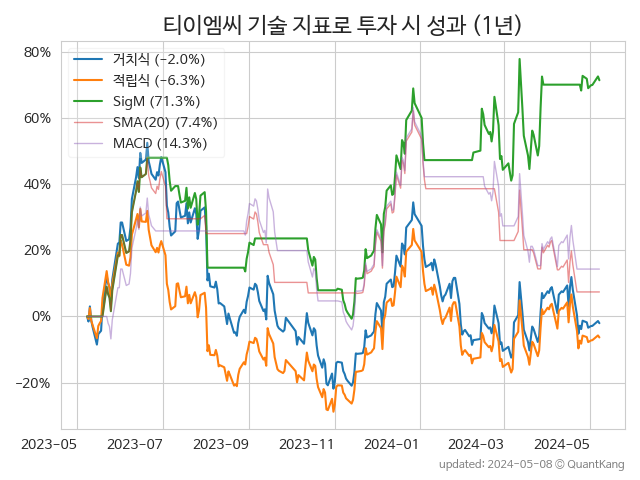 티이엠씨 기술 지표로 투자 시 성과 (1년)
80%
60%
40%
20%
0%
−20%
거치식 (−2.0%)
적립식 (−6.3%)
SigM (71.3%)
SMA(20) (7.4%)
MACD (14.3%)
2023−05
2023−07
2023−09
2023−11
2024−01
2024−03
2024−05
updated: 2024−05−08 © QuantKang